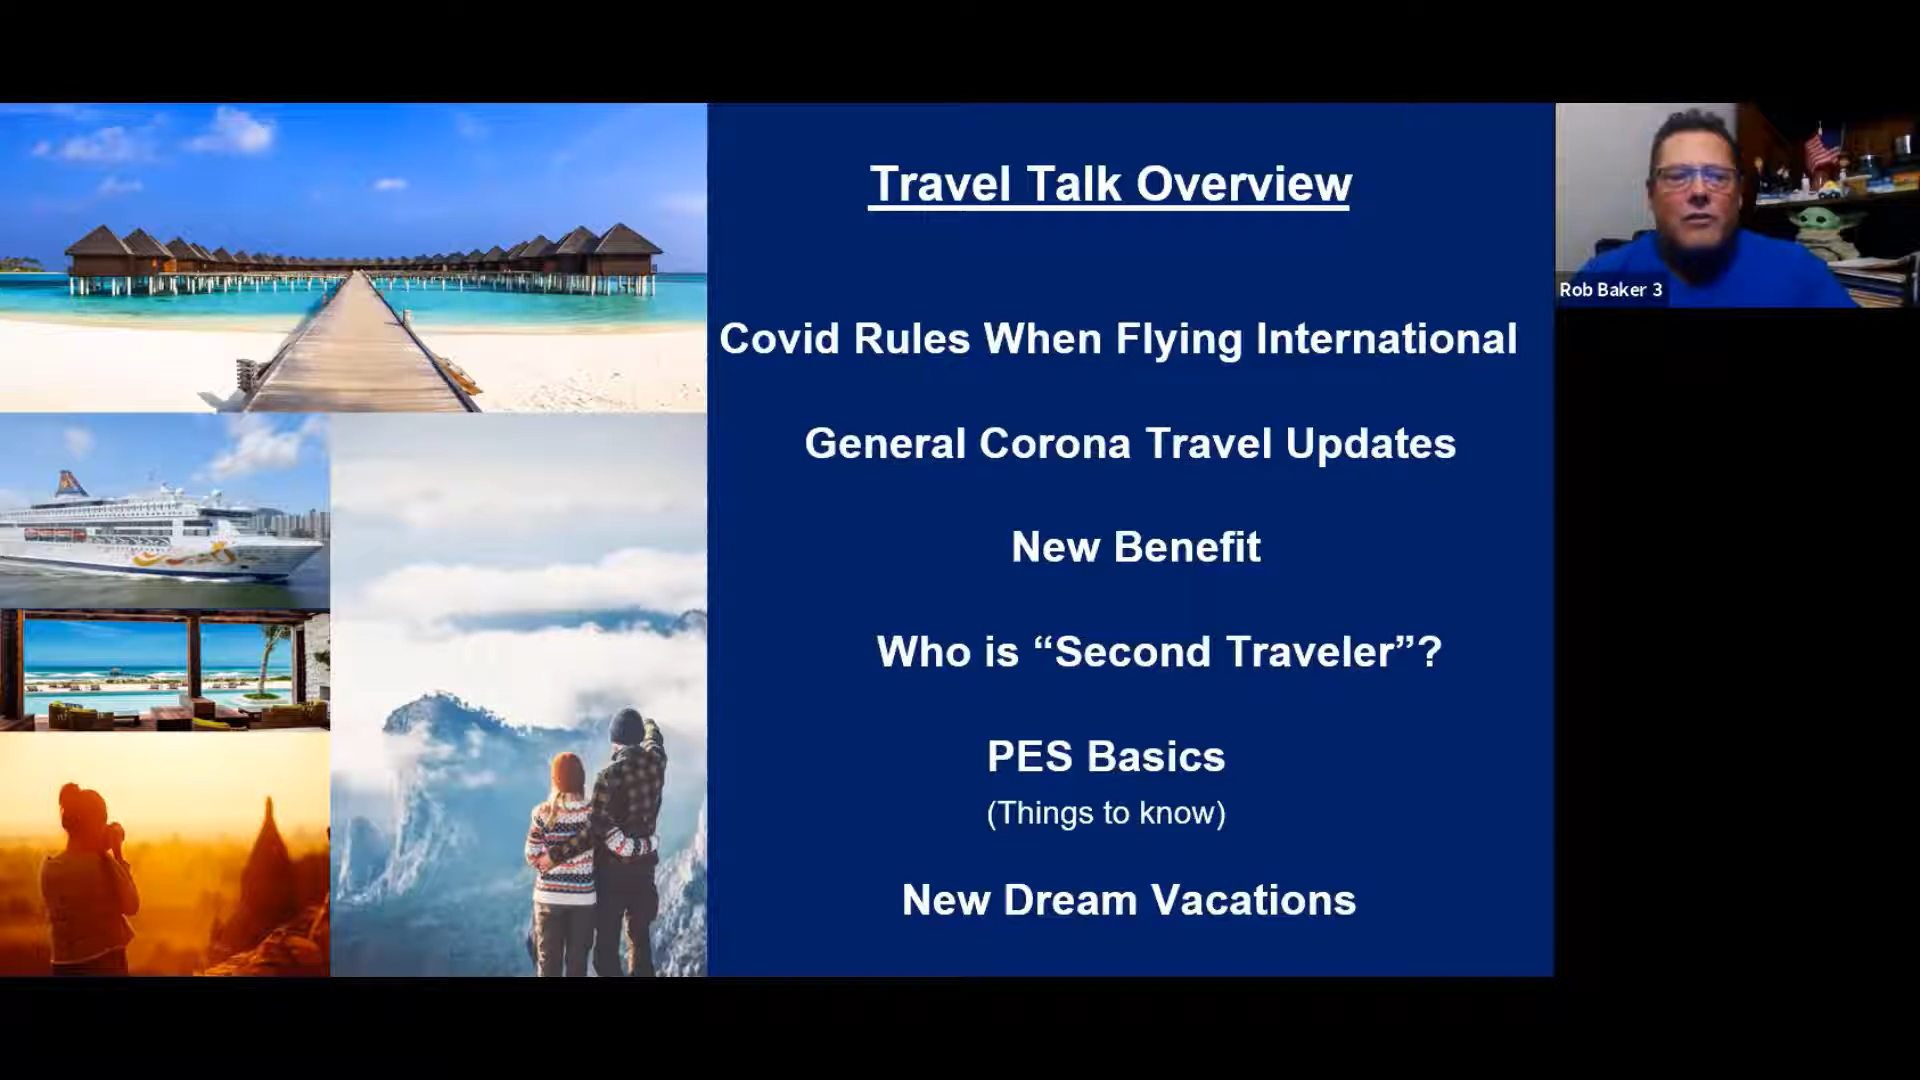 Travel Talk Overview
Covid Rules When Flying International
General Corona Travel Updates
New Benefit
Who is “Second Traveler”?
PES Basics
(Things to know)
New Dream Vacations
Rob Baker 3